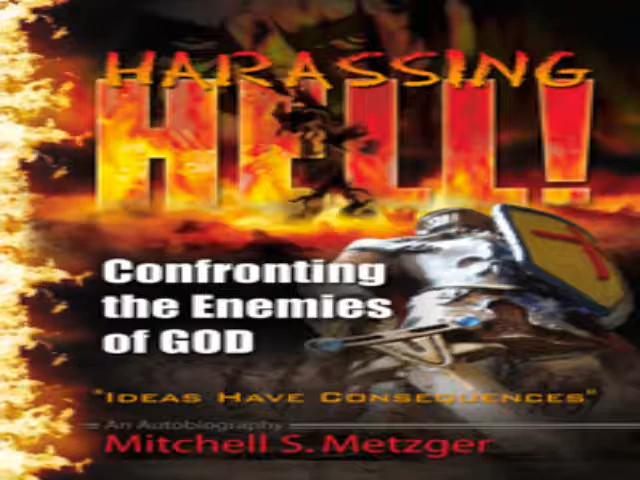 HARASSING
HELL!
Confronting
the Enemies
of GOD
"IDEAS HAVE CONSEQUENCES"
An Autobiography
Mitchell S. Metzger